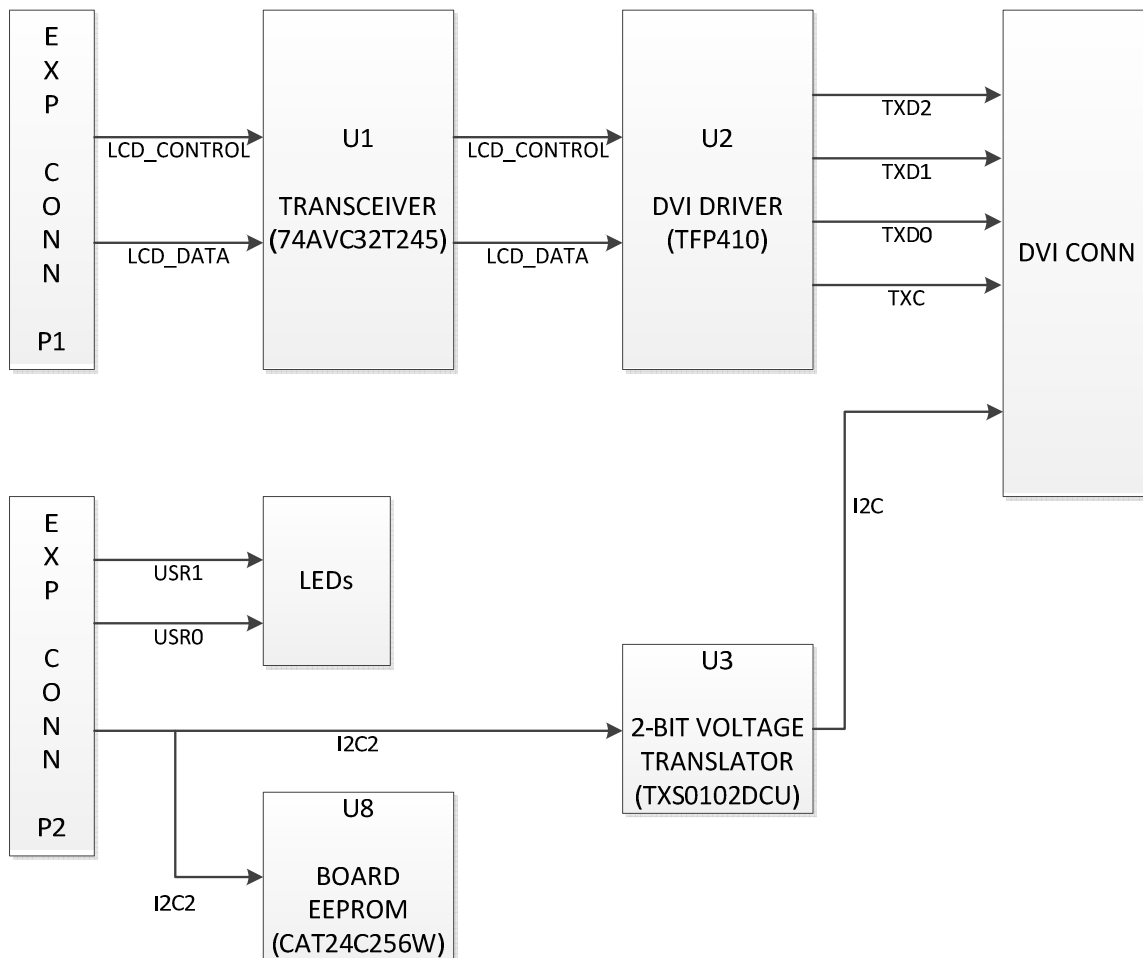 E
X
P
C
O
N
N
P1
LCD_CONTROL
LCD_DATA
U1
TRANSCEIVER
(74AVC32T245)
LCD_CONTROL
LCD_DATA
U2
DVI DRIVER
(TFP410)
TXD2
TXD1
TXD0
TXC
DVI CONN
I2C
E
X
P
C
O
N
N
P2
USR1
USR0
LEDs
I2C2
U3
2-BIT VOLTAGE
TRANSLATOR
(TXS0102DCU)
I2C2
U8
BOARD
EEPROM
(CAT24C256W)